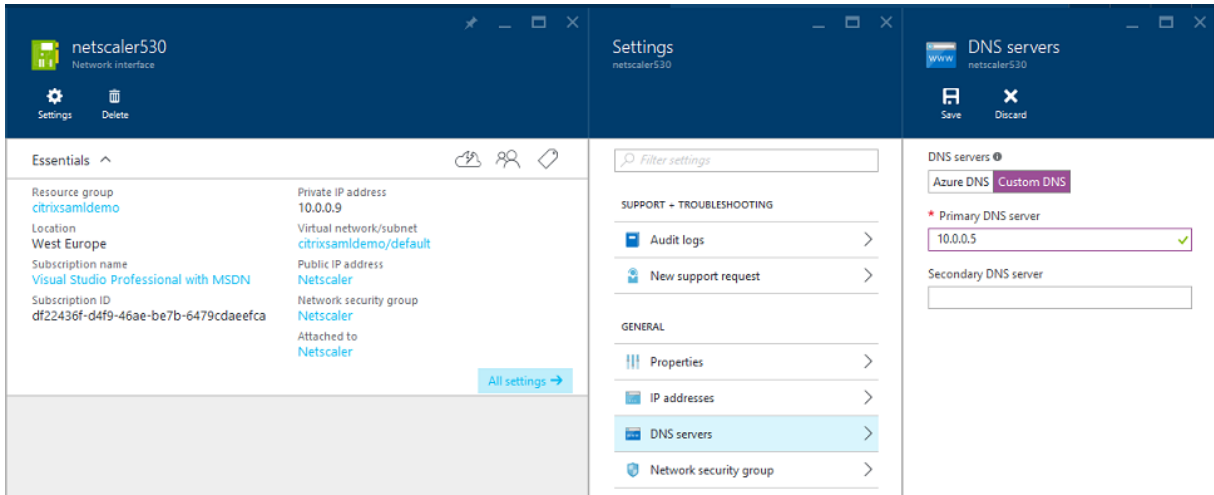 netscaler530
Network interface
Settings
Delete
Essentials
Resource group
citrixsamldemo
Location
West Europe
Subscription name
Visual Studio Professional with MSDN
Subscription ID
df22436f-d4f9-46ae-be7b-6479cdaeefca
Private IP address
10.0.0.9
Virtual network/subnet
citrixsamldemo/default
Public IP address
Netscaler
Network security group
Netscaler
Attached to
Netscaler
All settings
Settings
netscaler530
Filter settings
SUPPORT + TROUBLESHOOTING
Audit logs
New support request
GENERAL
Properties
IP addresses
DNS servers
Network security group
www
DNS servers
netscaler530
Save
Discard
DNS servers
Azure DNS Custom DNS
* Primary DNS server
10.0.0.5
Secondary DNS server